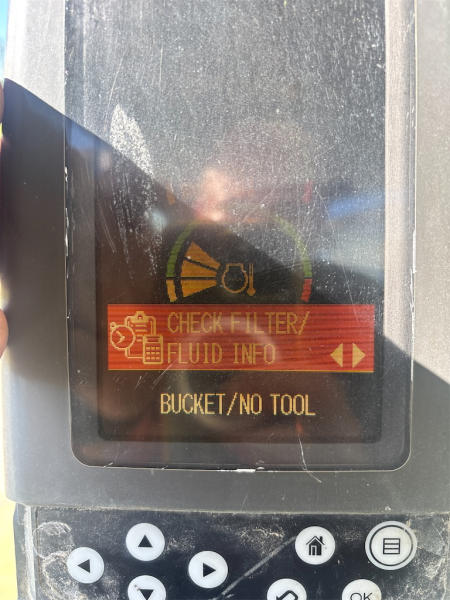 CHECK FILTER/
FLUID INFO
BUCKET/NO TOOL
OK